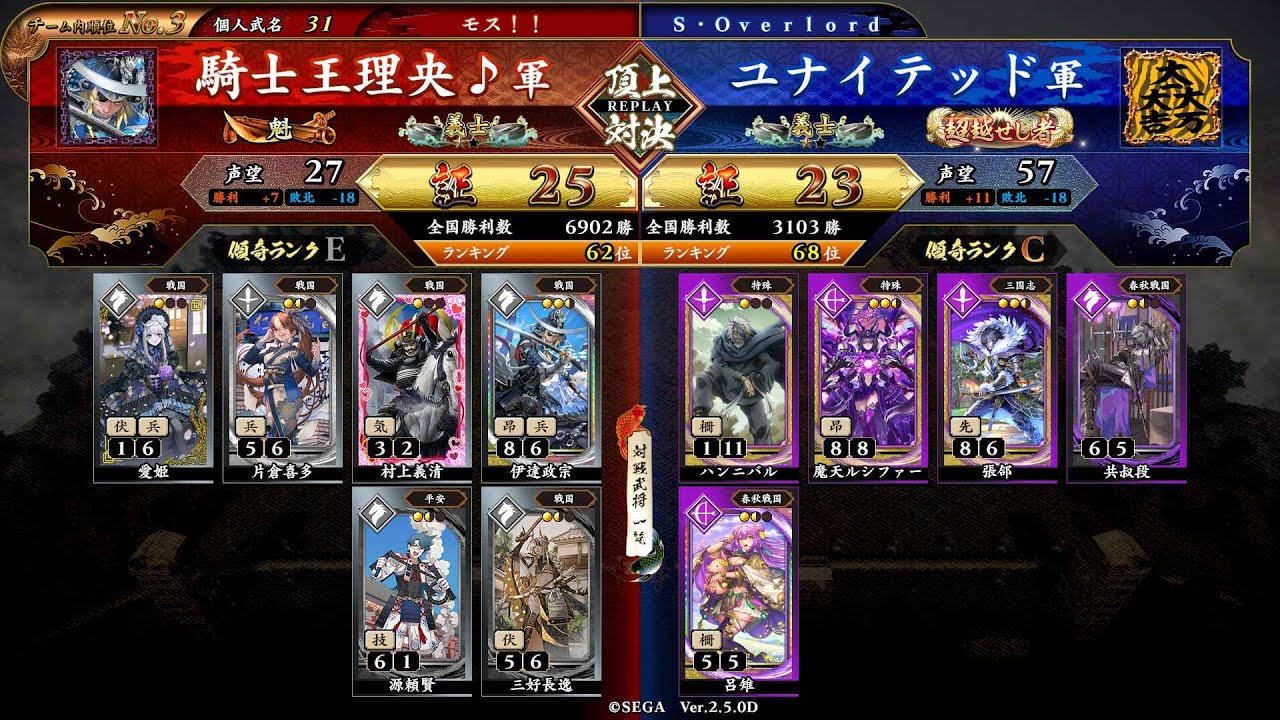 チーム内順位 No.3
個人武名 31
モス!!
S・Overlord
騎士王理央♪軍
頂上
REPLAY
対決
ユナイテッド軍
大一大万大吉
魁
義士
義士
超越せし者
声望 27
勝利 +7 敗北 -18
証 25
証 23
声望 57
勝利 +11 敗北 -18
全国勝利数 6902勝
全国勝利数 3103勝
ランキング 62位
ランキング 68位
傾奇ランクE
傾奇ランクC
対戦武将一覧
戦国
伏 兵
1 6
愛姫
戦国
兵
5 6
片倉喜多
戦国
気
3 2
村上義清
戦国
昂 兵
8 6
伊達政宗
特殊
柵
1 11
ハンニバル
特殊
昂
8 8
魔天ルシファー
三国志
先
8 6
張郃
春秋戦国
6 5
共叔段
平安
技
6 1
源頼賢
戦国
伏
5 6
三好長逸
春秋戦国
柵
5 5
呂雉
©SEGA Ver.2.5.0D